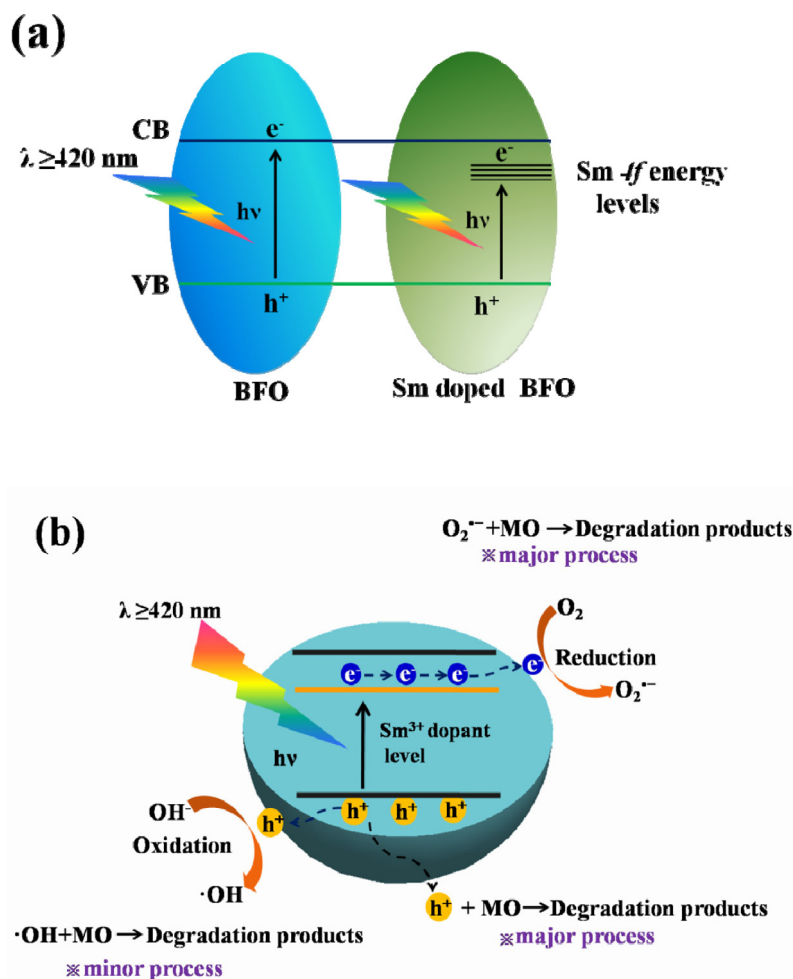 (a)
CB
e⁻
e⁻
λ ≥420 nm
Sm -4f energy
levels
hν
hν
VB
h⁺
h⁺
BFO
Sm doped BFO
(b)
O₂•⁻+MO →Degradation products
※major process
λ ≥420 nm
O₂
e⁻ e⁻ e⁻ e⁻ Reduction
O₂•⁻
Sm³⁺ dopant
level
hν
OH⁻
h⁺ h⁺ h⁺ h⁺
Oxidation
·OH
h⁺ + MO→Degradation products
※major process
·OH+MO → Degradation products
※minor process